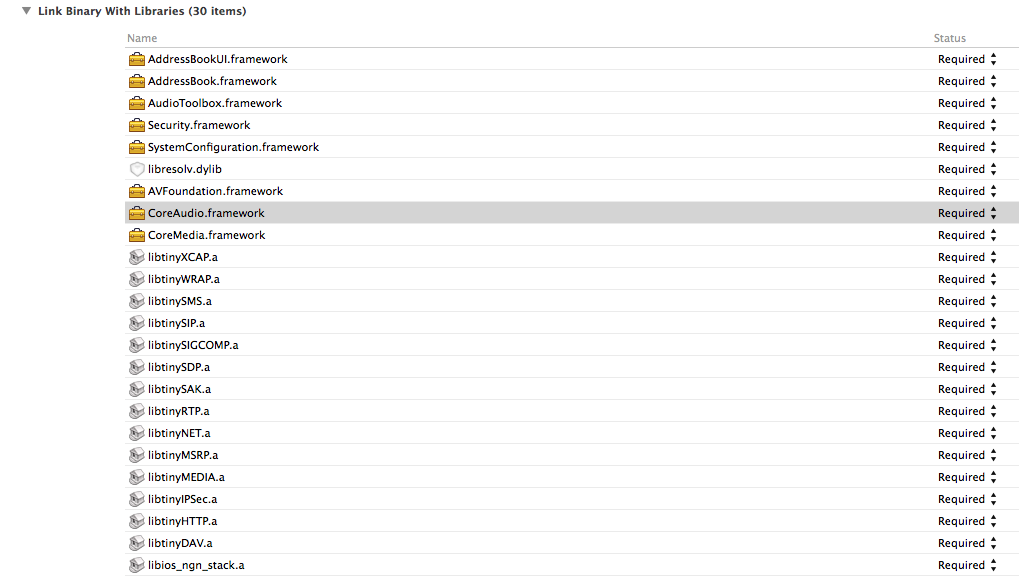 Link Binary With Libraries (30 items)
Name Status
AddressBookUI.framework Required
AddressBook.framework Required
AudioToolbox.framework Required
Security.framework Required
SystemConfiguration.framework Required
libresolv.dylib Required
AVFoundation.framework Required
CoreAudio.framework Required
CoreMedia.framework Required
libtinyXCAP.a Required
libtinyWRAP.a Required
libtinySMS.a Required
libtinySIP.a Required
libtinySIGCOMP.a Required
libtinySDP.a Required
libtinySAK.a Required
libtinyRTP.a Required
libtinyNET.a Required
libtinyMSRP.a Required
libtinyMEDIA.a Required
libtinyIPSec.a Required
libtinyHTTP.a Required
libtinyDAV.a Required
libios_ngn_stack.a Required